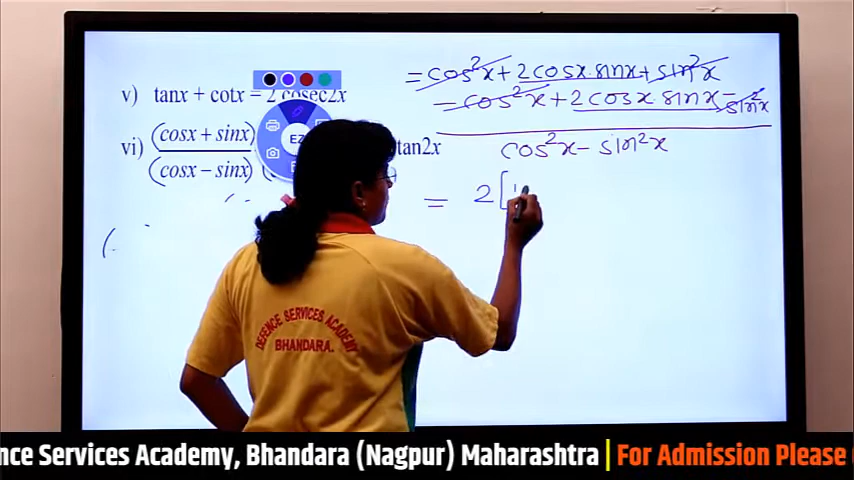 v) tanx + cotx = 2 cosec2x
vi) (cosx + sinx)
(cosx – sinx)
tan2x
EZ
= cos²x + 2cosx.sinx + sin²x
= cos²x + 2cosx.sinx – sin²x
cos²x – sin²x
= 2[
DEFENCE SERVICES ACADEMY
BHANDARA.
nce Services Academy, Bhandara (Nagpur) Maharashtra | For Admission Please